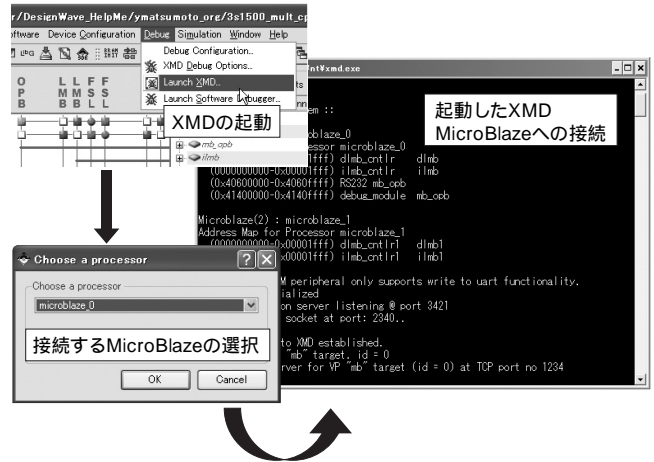 r/DesignWave_HelpMe/ymatsumoto_org/3s1500_mult_cp
ftware Device Configuration Debug Simulation Window Help
Debug Configuration...
XMD Debug Options...
Launch XMD...
Launch Software Debugger...
XMDの起動
O L L F F
P M M S S
B B B L L
mb_opb
ilmb
nt¥xmd.exe
起動したXMD
MicroBlazeへの接続
em ::
oblaze_0
essor microblaze_0
1fff) dlmb_cntlr dlmb
(0x00000000-0x00001fff) ilmb_cntlr ilmb
(0x40600000-0x4060ffff) RS232 mb_opb
(0x41400000-0x4140ffff) debug_module mb_opb
Microblaze(2) : microblaze_1
Address Map for Processor microblaze_1
(0x00000000-0x00001fff) dlmb_cntlr1 dlmb1
x00001fff) ilmb_cntlr1 ilmb1
M peripheral only supports write to uart functionality.
ialized
on server listening @ port 3421
socket at port: 2340..
to XMD established.
"mb" target, id = 0
rver for VP "mb" target (id = 0) at TCP port no 1234
Choose a processor
Choose a processor
microblaze_0
接続するMicroBlazeの選択
OK Cancel